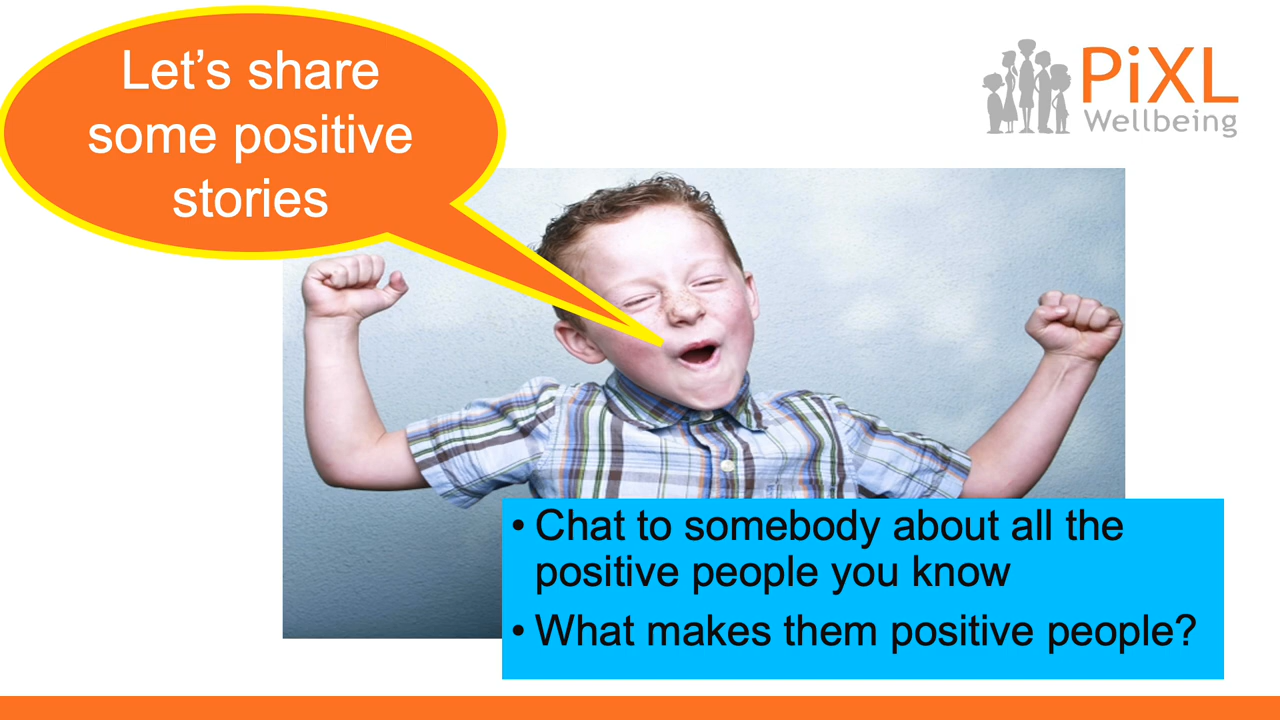 Let’s share
some positive
stories
PiXL
Wellbeing
• Chat to somebody about all the
positive people you know
• What makes them positive people?